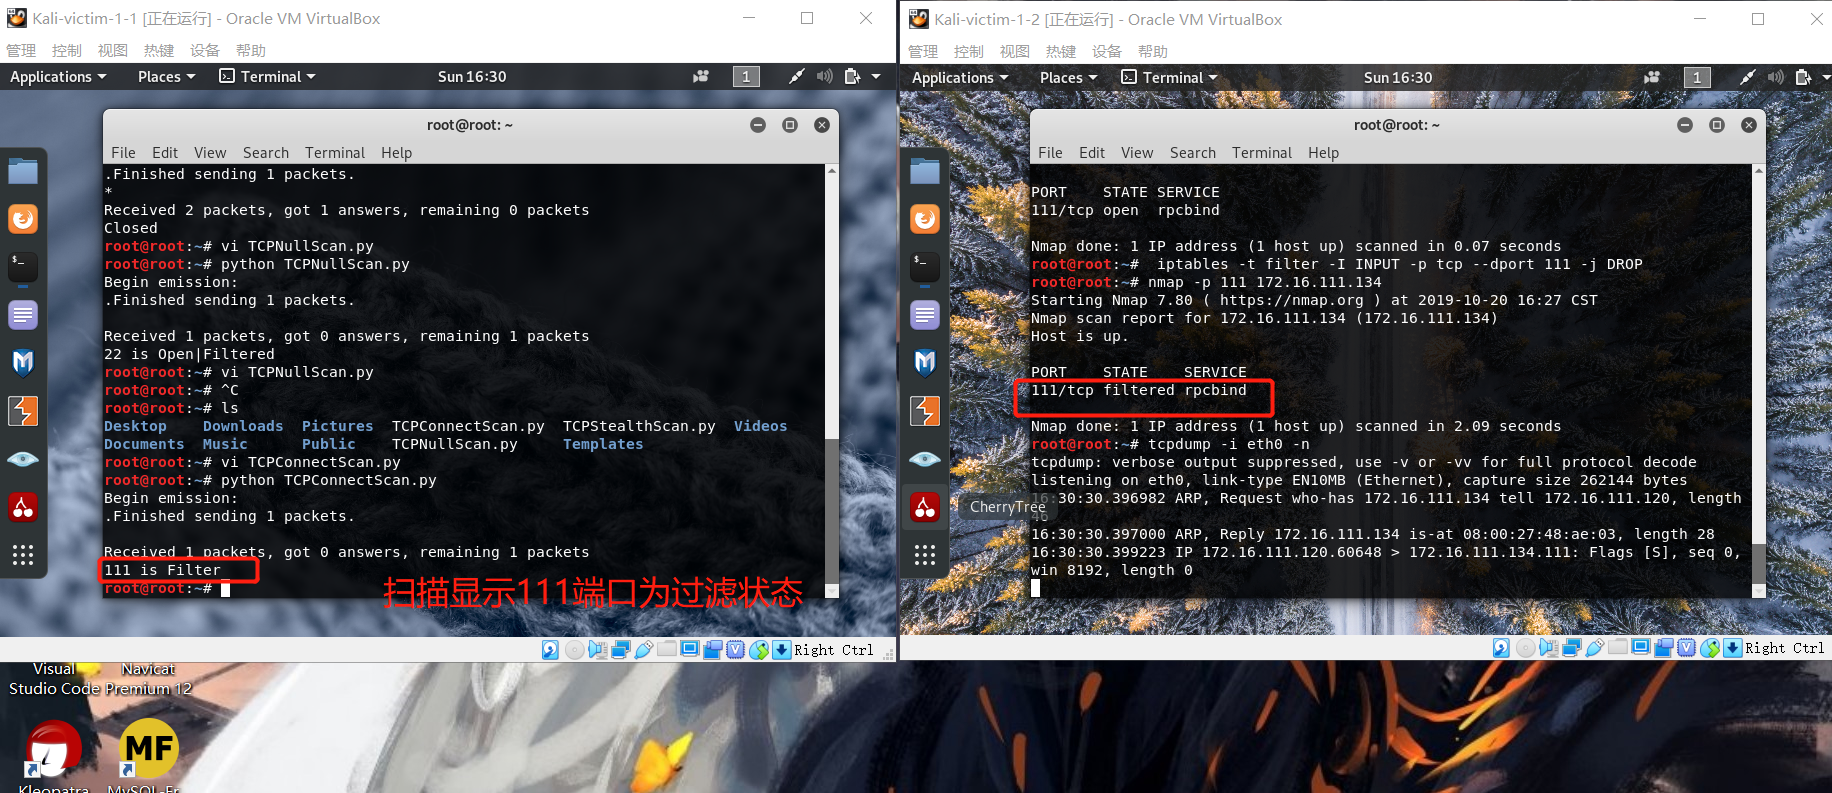 Kali-victim-1-1 [正在运行] - Oracle VM VirtualBox
管理 控制 视图 热键 设备 帮助
Applications Places Terminal Sun 16:30 1
root@root: ~
File Edit View Search Terminal Help
.Finished sending 1 packets.
*
Received 2 packets, got 1 answers, remaining 0 packets
Closed
root@root:~# vi TCPNullScan.py
root@root:~# python TCPNullScan.py
Begin emission:
.Finished sending 1 packets.
Received 1 packets, got 0 answers, remaining 1 packets
22 is Open|Filtered
root@root:~# vi TCPNullScan.py
root@root:~# ^C
root@root:~# ls
Desktop Downloads Pictures TCPConnectScan.py TCPStealthScan.py Videos
Documents Music Public TCPNullScan.py Templates
root@root:~# vi TCPConnectScan.py
root@root:~# python TCPConnectScan.py
Begin emission:
.Finished sending 1 packets.
Received 1 packets, got 0 answers, remaining 1 packets
111 is Filter
root@root:~#
扫描显示111端口为过滤状态
Right Ctrl
Kali-victim-1-2 [正在运行] - Oracle VM VirtualBox
管理 控制 视图 热键 设备 帮助
Applications Places Terminal Sun 16:30 1
root@root: ~
File Edit View Search Terminal Help
PORT STATE SERVICE
111/tcp open rpcbind
Nmap done: 1 IP address (1 host up) scanned in 0.07 seconds
root@root:~# iptables -t filter -I INPUT -p tcp --dport 111 -j DROP
root@root:~# nmap -p 111 172.16.111.134
Starting Nmap 7.80 ( https://nmap.org ) at 2019-10-20 16:27 CST
Nmap scan report for 172.16.111.134 (172.16.111.134)
Host is up.
PORT STATE SERVICE
111/tcp filtered rpcbind
Nmap done: 1 IP address (1 host up) scanned in 2.09 seconds
root@root:~# tcpdump -i eth0 -n
tcpdump: verbose output suppressed, use -v or -vv for full protocol decode
listening on eth0, link-type EN10MB (Ethernet), capture size 262144 bytes
16:30:30.396982 ARP, Request who-has 172.16.111.134 tell 172.16.111.120, length
46
CherryTree
16:30:30.397000 ARP, Reply 172.16.111.134 is-at 08:00:27:48:ae:03, length 28
16:30:30.399223 IP 172.16.111.120.60648 > 172.16.111.134.111: Flags [S], seq 0,
win 8192, length 0
Right Ctrl
Visual
Studio Code
Navicat
Premium 12
MF
Kleopatra
MySQL-Fr